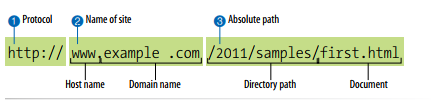 1 Protocol 2 Name of site 3 Absolute path
http:// www.example .com /2011/samples/first.html
Host name Domain name Directory path Document